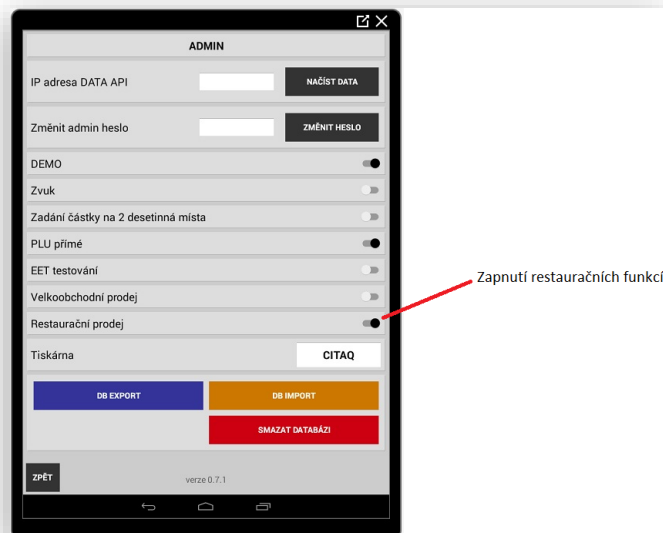 ADMIN
IP adresa DATA API
NAČÍST DATA
Změnit admin heslo
ZMĚNIT HESLO
DEMO
Zvuk
Zadání částky na 2 desetinná místa
PLU přímé
EET testování
Velkoobchodní prodej
Restaurační prodej
Zapnutí restauračních funkcí
Tiskárna
CITAQ
DB EXPORT
DB IMPORT
SMAZAT DATABÁZI
ZPĚT
verze 0.7.1